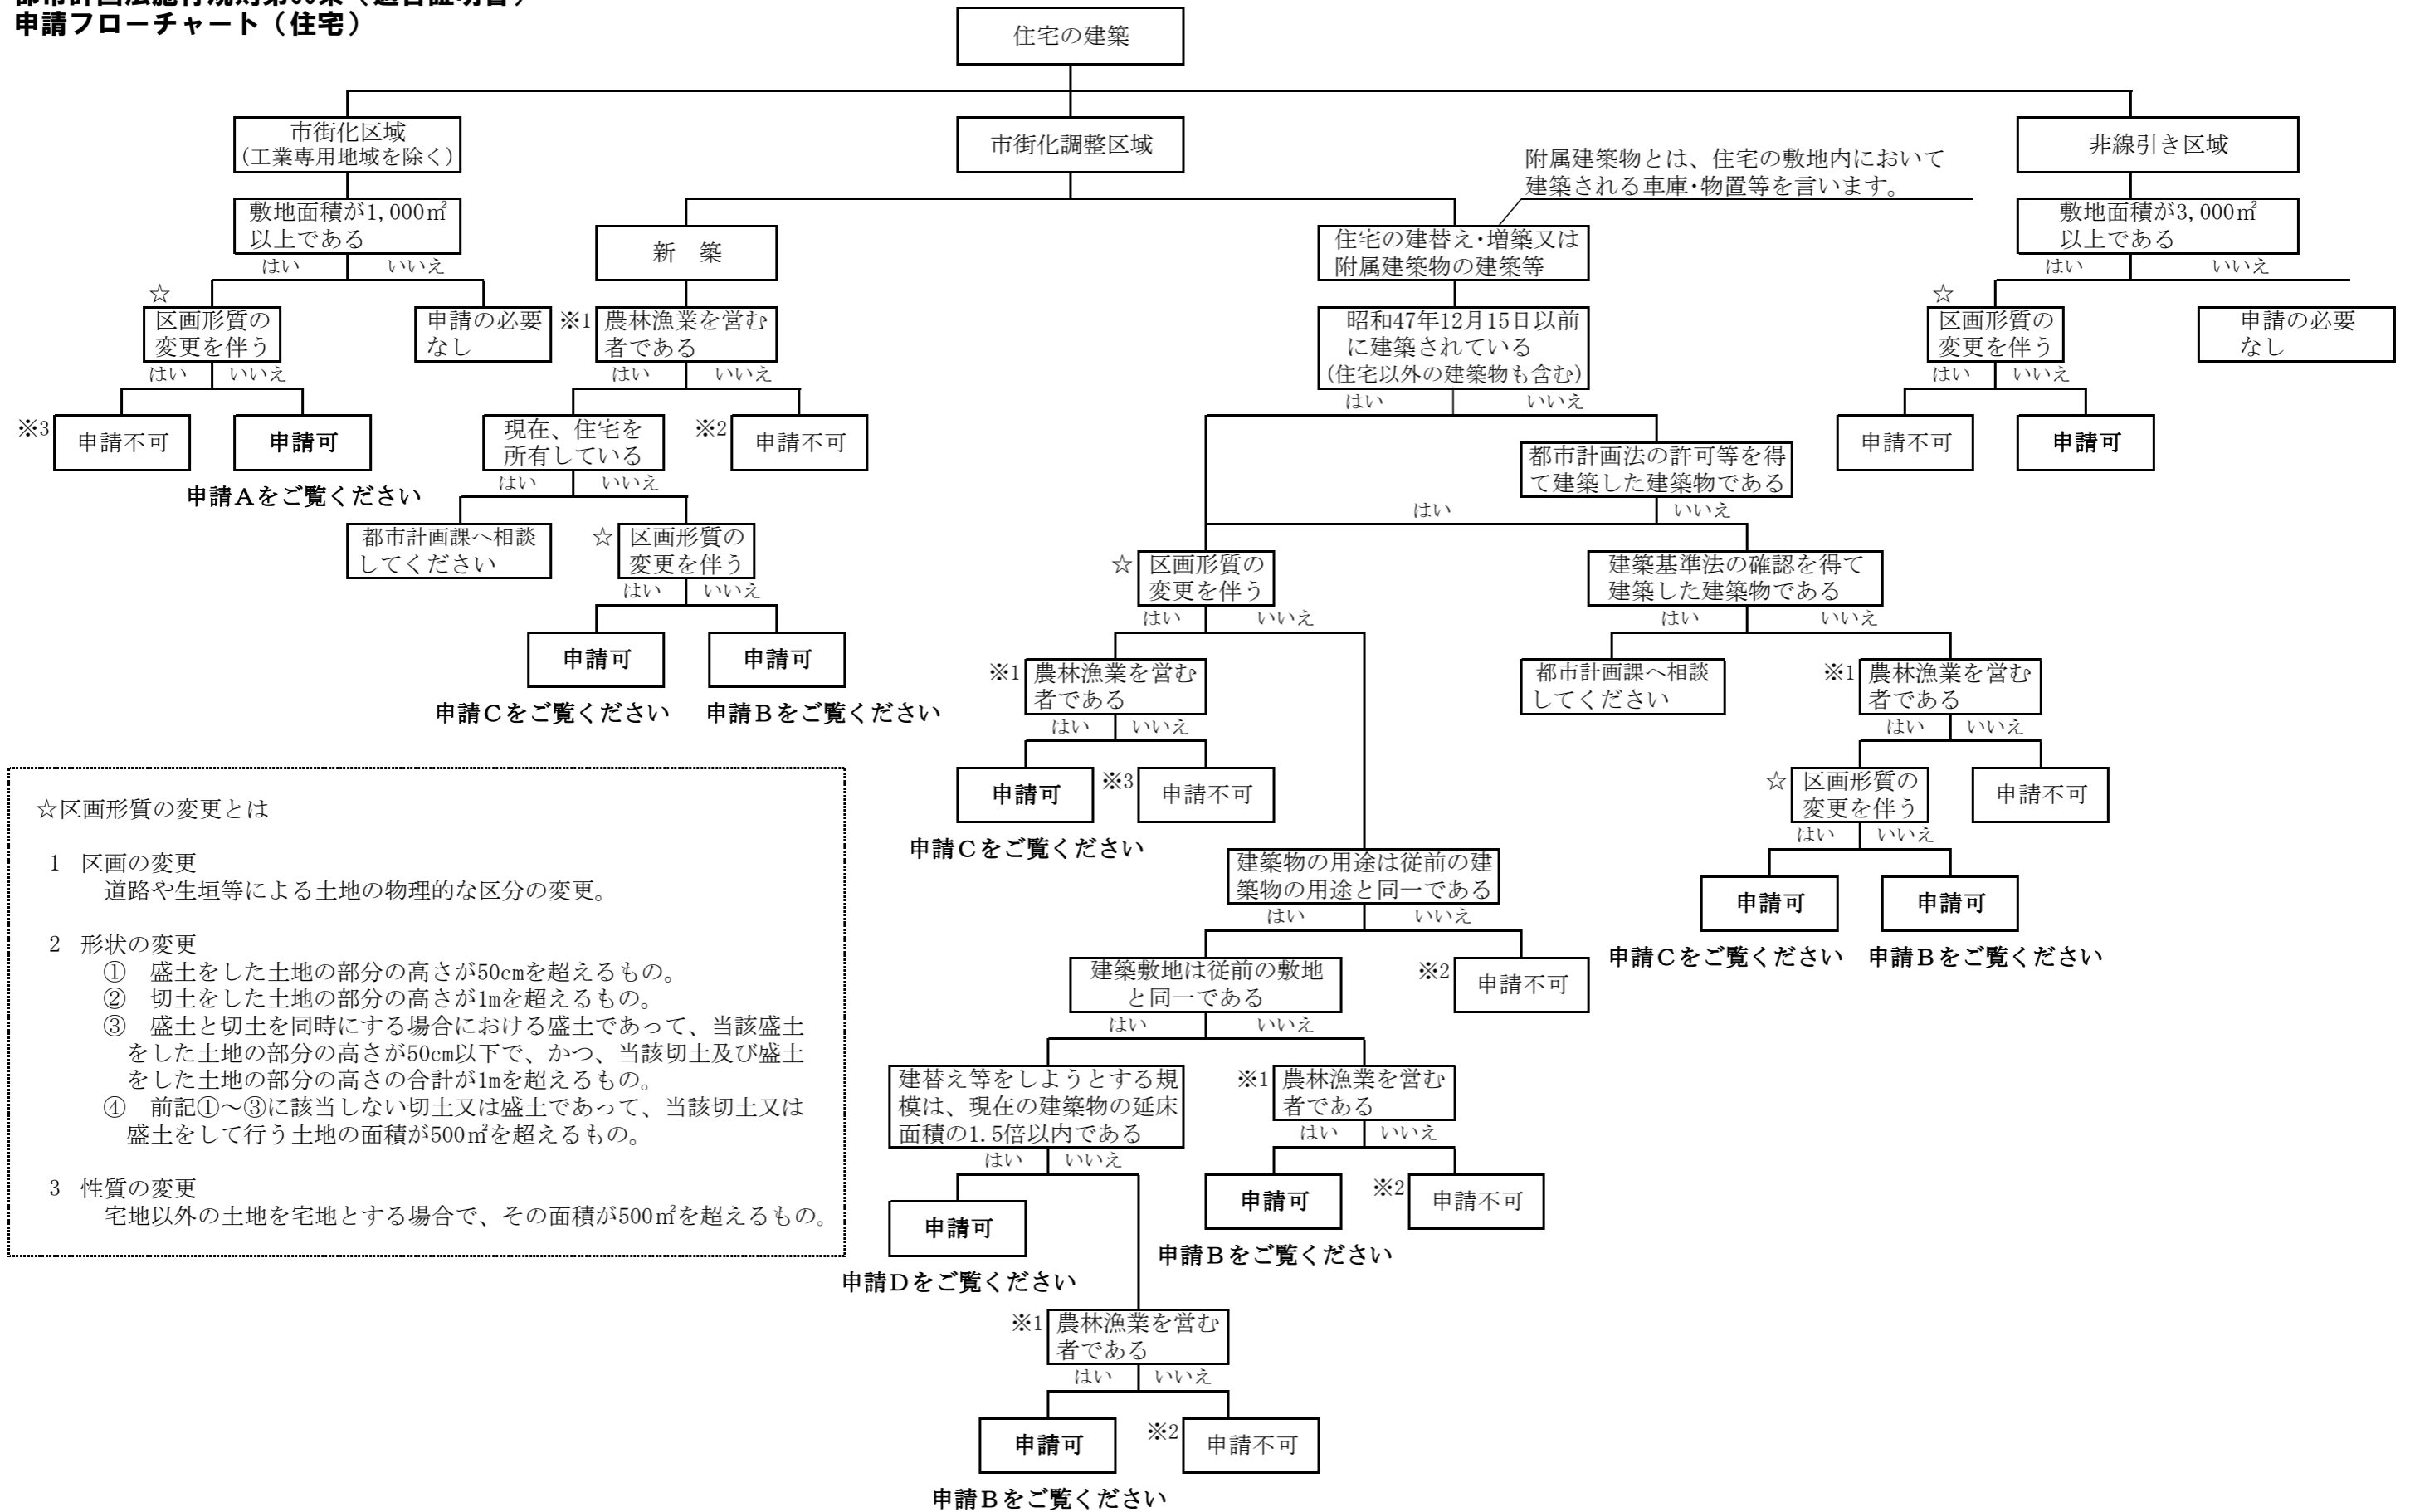 申請フローチャート（住宅）
住宅の建築
市街化区域
(工業専用地域を除く)
市街化調整区域
非線引き区域
附属建築物とは、住宅の敷地内において
建築される車庫･物置等を言います。
敷地面積が1,000㎡
以上である
はい
いいえ
☆
区画形質の
変更を伴う
はい
いいえ
※3
申請不可
申請可
申請Ａをご覧ください
申請の必要
なし
新　築
※1
農林漁業を営む
者である
はい
いいえ
現在、住宅を
所有している
はい
いいえ
※2
申請不可
都市計画課へ相談
してください
☆
区画形質の
変更を伴う
はい
いいえ
申請可
申請可
申請Ｃをご覧ください
申請Ｂをご覧ください
住宅の建替え･増築又は
附属建築物の建築等
昭和47年12月15日以前
に建築されている
(住宅以外の建築物も含む)
はい
いいえ
都市計画法の許可等を得
て建築した建築物である
はい
いいえ
☆
区画形質の
変更を伴う
はい
いいえ
※1
農林漁業を営む
者である
はい
いいえ
申請可
※3
申請不可
申請Ｃをご覧ください
建築基準法の確認を得て
建築した建築物である
はい
いいえ
都市計画課へ相談
してください
※1
農林漁業を営む
者である
はい
いいえ
☆
区画形質の
変更を伴う
はい
いいえ
申請不可
申請可
申請可
申請Ｃをご覧ください
申請Ｂをご覧ください
建築物の用途は従前の建
築物の用途と同一である
はい
いいえ
建築敷地は従前の敷地
と同一である
はい
いいえ
※2
申請不可
建替え等をしようとする規
模は、現在の建築物の延床
面積の1.5倍以内である
はい
いいえ
※1
農林漁業を営む
者である
はい
いいえ
申請可
※2
申請不可
申請Ｂをご覧ください
申請可
申請Ｄをご覧ください
※1
農林漁業を営む
者である
はい
いいえ
申請可
※2
申請不可
申請Ｂをご覧ください
敷地面積が3,000㎡
以上である
はい
いいえ
☆
区画形質の
変更を伴う
はい
いいえ
申請不可
申請可
申請の必要
なし
☆区画形質の変更とは
1　区画の変更
道路や生垣等による土地の物理的な区分の変更。
2　形状の変更
①　盛土をした土地の部分の高さが50cmを超えるもの。
②　切土をした土地の部分の高さが1mを超えるもの。
③　盛土と切土を同時にする場合における盛土であって、当該盛土
をした土地の部分の高さが50cm以下で、かつ、当該切土及び盛土
をした土地の部分の高さの合計が1mを超えるもの。
④　前記①～③に該当しない切土又は盛土であって、当該切土又は
盛土をして行う土地の面積が500㎡を超えるもの。
3　性質の変更
宅地以外の土地を宅地とする場合で、その面積が500㎡を超えるもの。